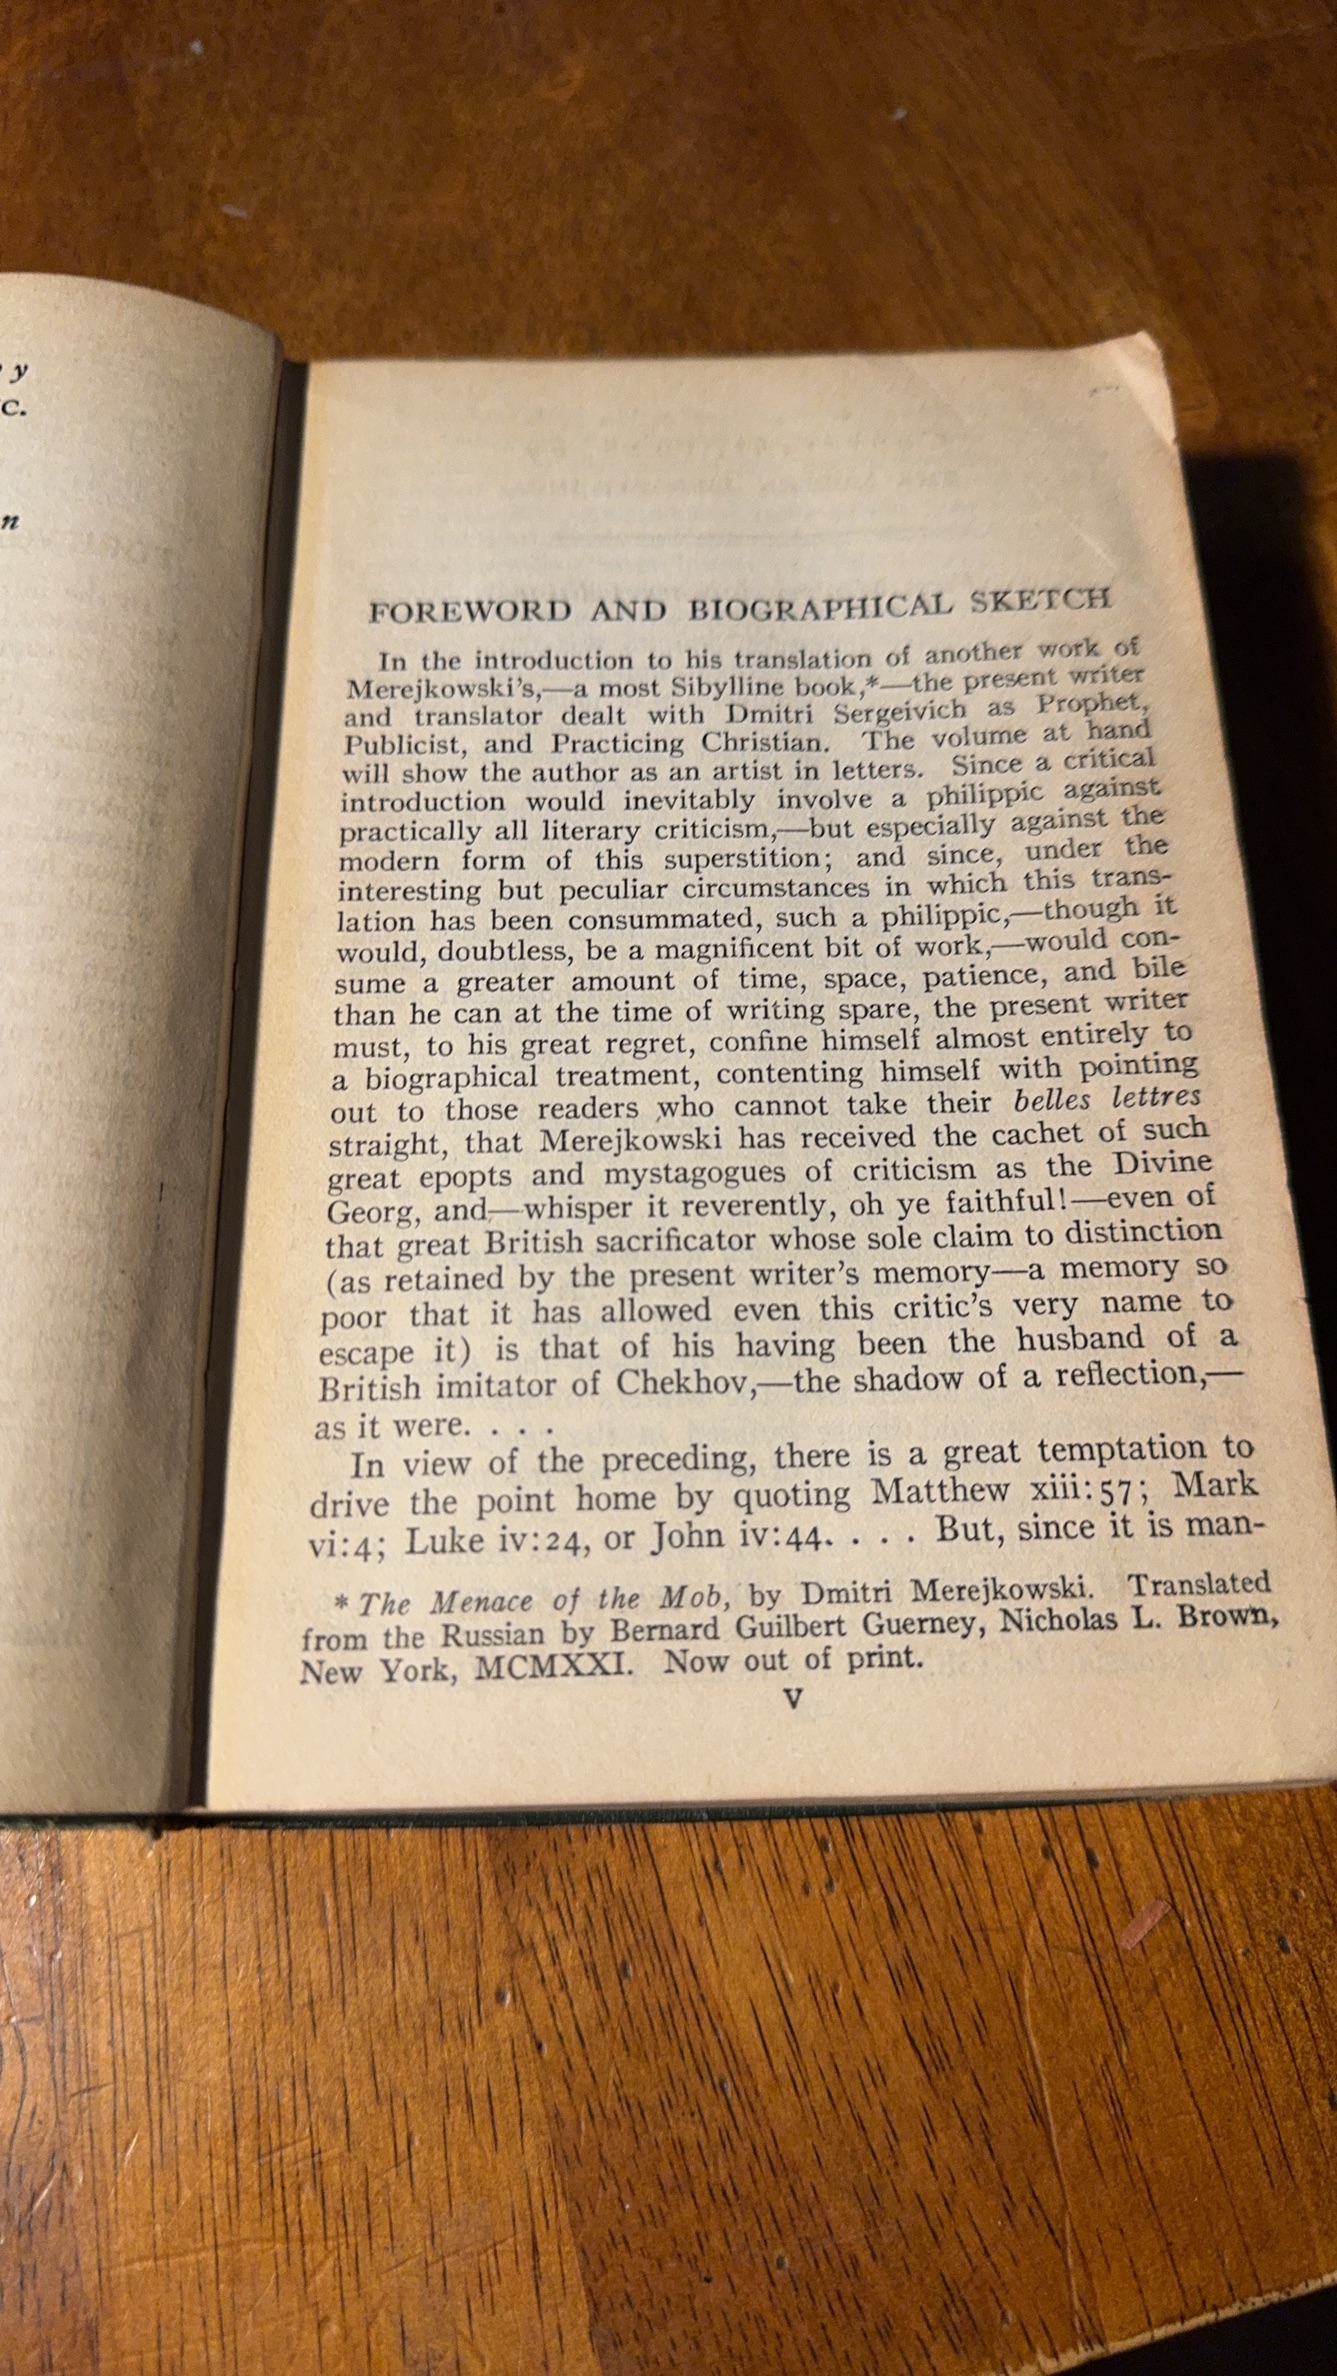 y
c.
n
FOREWORD AND BIOGRAPHICAL SKETCH
In the introduction to his translation of another work of
Merejkowski's,—a most Sibylline book,*—the present writer
and translator dealt with Dmitri Sergeivich as Prophet,
Publicist, and Practicing Christian. The volume at hand
will show the author as an artist in letters. Since a critical
introduction would inevitably involve a philippic against
practically all literary criticism,—but especially against the
modern form of this superstition; and since, under the
interesting but peculiar circumstances in which this trans-
lation has been consummated, such a philippic,—though it
would, doubtless, be a magnificent bit of work,—would con-
sume a greater amount of time, space, patience, and bile
than he can at the time of writing spare, the present writer
must, to his great regret, confine himself almost entirely to
a biographical treatment, contenting himself with pointing
out to those readers who cannot take their belles lettres
straight, that Merejkowski has received the cachet of such
great epopts and mystagogues of criticism as the Divine
Georg, and—whisper it reverently, oh ye faithful!—even of
that great British sacrificator whose sole claim to distinction
(as retained by the present writer's memory—a memory so
poor that it has allowed even this critic's very name to
escape it) is that of his having been the husband of a
British imitator of Chekhov,—the shadow of a reflection,—
as it were. . . .
In view of the preceding, there is a great temptation to
drive the point home by quoting Matthew xiii:57; Mark
vi:4; Luke iv:24, or John iv:44. . . . But, since it is man-
* The Menace of the Mob, by Dmitri Merejkowski. Translated
from the Russian by Bernard Guilbert Guerney, Nicholas L. Brown,
New York, MCMXXI. Now out of print.
V